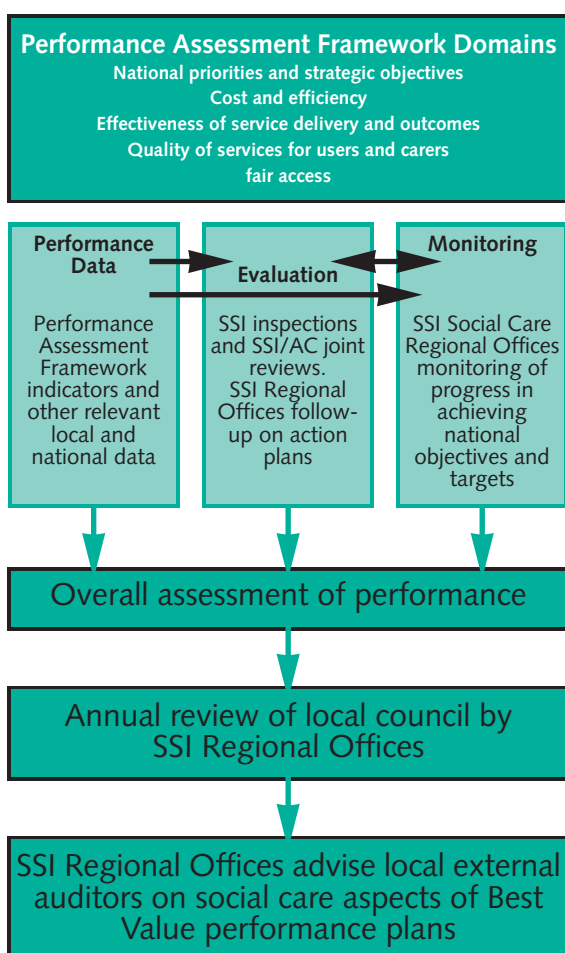 Performance Assessment Framework Domains
National priorities and strategic objectives
Cost and efficiency
Effectiveness of service delivery and outcomes
Quality of services for users and carers
fair access
Performance
Data
Performance
Assessment
Framework
indicators and
other relevant
local and
national data
Evaluation
SSI inspections
and SSI/AC joint
reviews.
SSI Regional
Offices follow-
up on action
plans
Monitoring
SSI Social Care
Regional Offices
monitoring of
progress in
achieving
national
objectives and
targets
Overall assessment of performance
Annual review of local council by
SSI Regional Offices
SSI Regional Offices advise local external
auditors on social care aspects of Best
Value performance plans